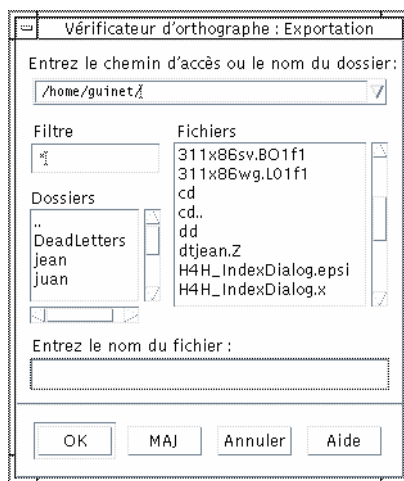 Vérificateur d'orthographe : Exportation
Entrez le chemin d'accès ou le nom du dossier:
/home/guinet/
Filtre
Fichiers
*
311x86sv.BO1f1
311x86wg.L01f1
cd
cd..
dd
dtjean.Z
H4H_IndexDialog.epsi
H4H_IndexDialog.x
Dossiers
..
DeadLetters
jean
juan
Entrez le nom du fichier :
OK MAJ Annuler Aide